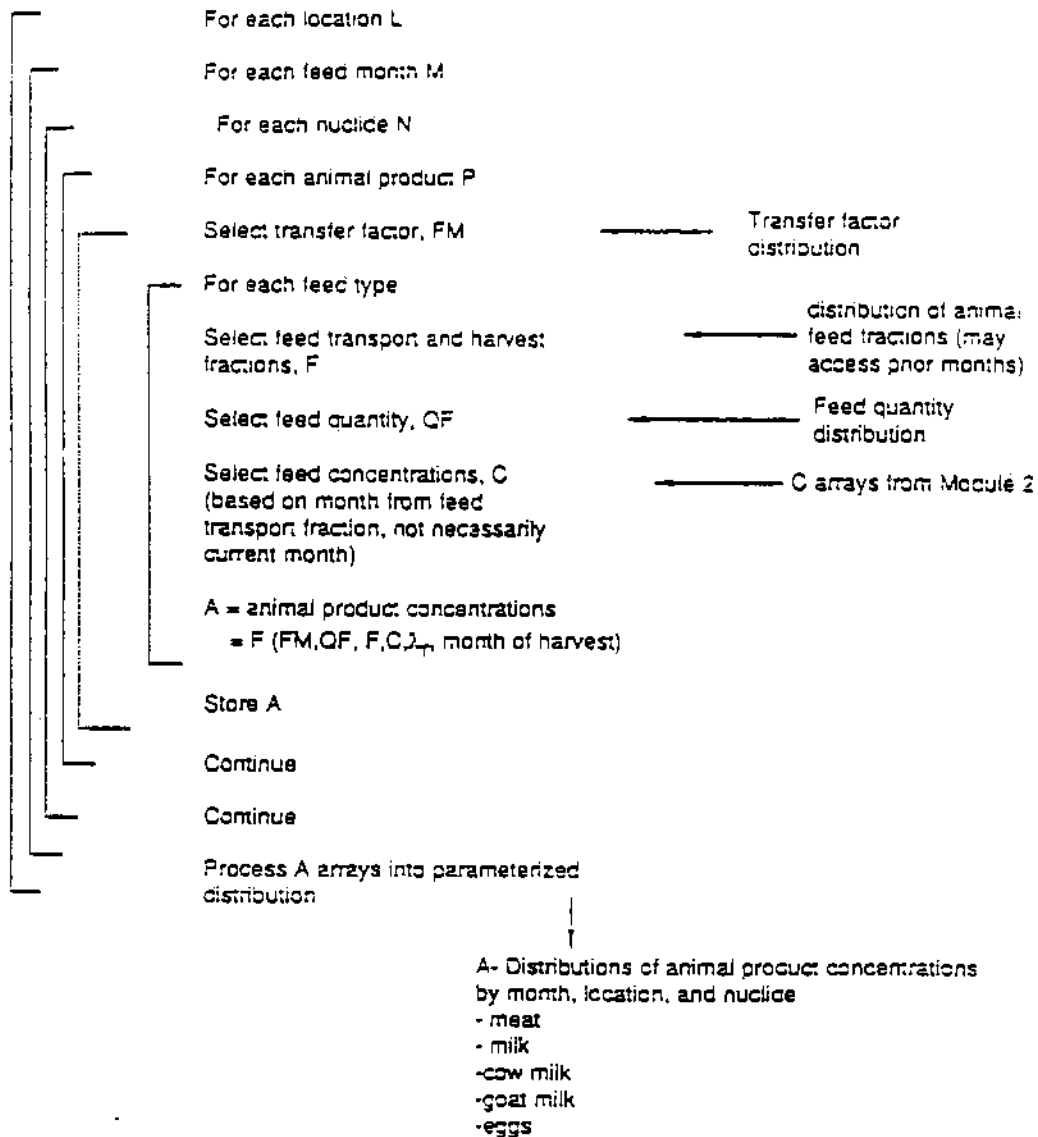 For each location L
For each feed month M
For each nuclide N
For each animal product P
Select transfer factor, FM
Transfer factor
distribution
For each feed type
Select feed transport and harvest
fractions, F
distribution of animal
feed fractions (may
access prior months)
Select feed quantity, QF
Feed quantity
distribution
Select feed concentrations, C
(based on month from feed
transport fraction, not necessarily
current month)
C arrays from Module 2
A = animal product concentrations
= F (FM,QF, F,C,λT, month of harvest)
Store A
Continue
Continue
Process A arrays into parameterized
distribution
A- Distributions of animal product concentrations
by month, location, and nuclide
- meat
- milk
-cow milk
-goat milk
-eggs